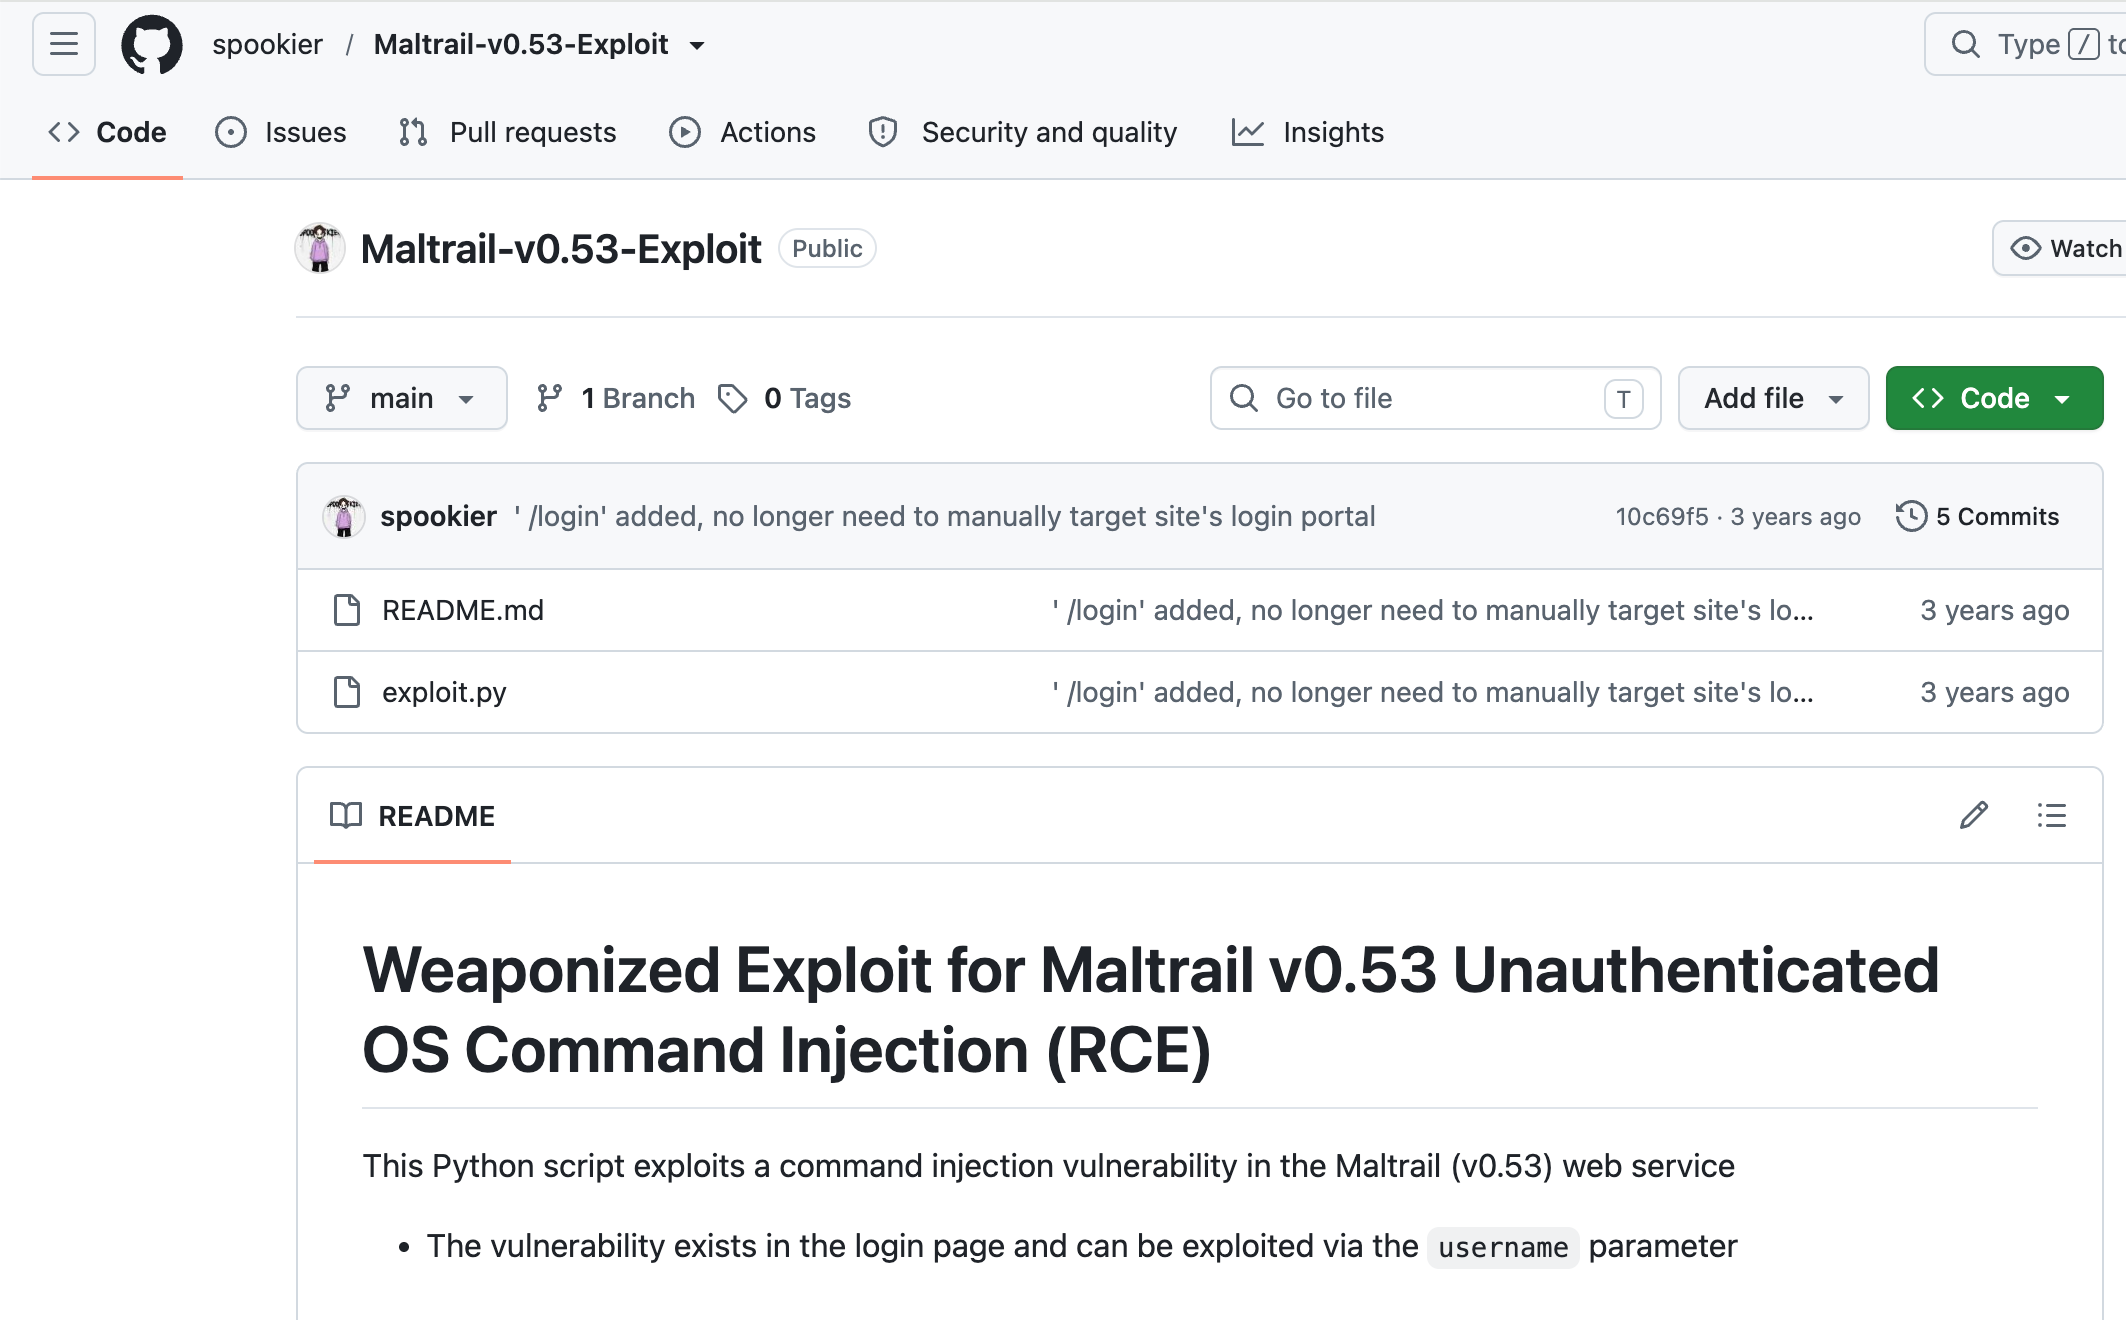 spookier / Maltrail-v0.53-Exploit
Type / to
Code Issues Pull requests Actions Security and quality Insights
Maltrail-v0.53-Exploit Public
Watch
main 1 Branch 0 Tags Go to file T Add file Code
spookier ' /login' added, no longer need to manually target site's login portal 10c69f5 · 3 years ago 5 Commits
README.md ' /login' added, no longer need to manually target site's lo... 3 years ago
exploit.py ' /login' added, no longer need to manually target site's lo... 3 years ago
README
Weaponized Exploit for Maltrail v0.53 Unauthenticated
OS Command Injection (RCE)
This Python script exploits a command injection vulnerability in the Maltrail (v0.53) web service
• The vulnerability exists in the login page and can be exploited via the username parameter